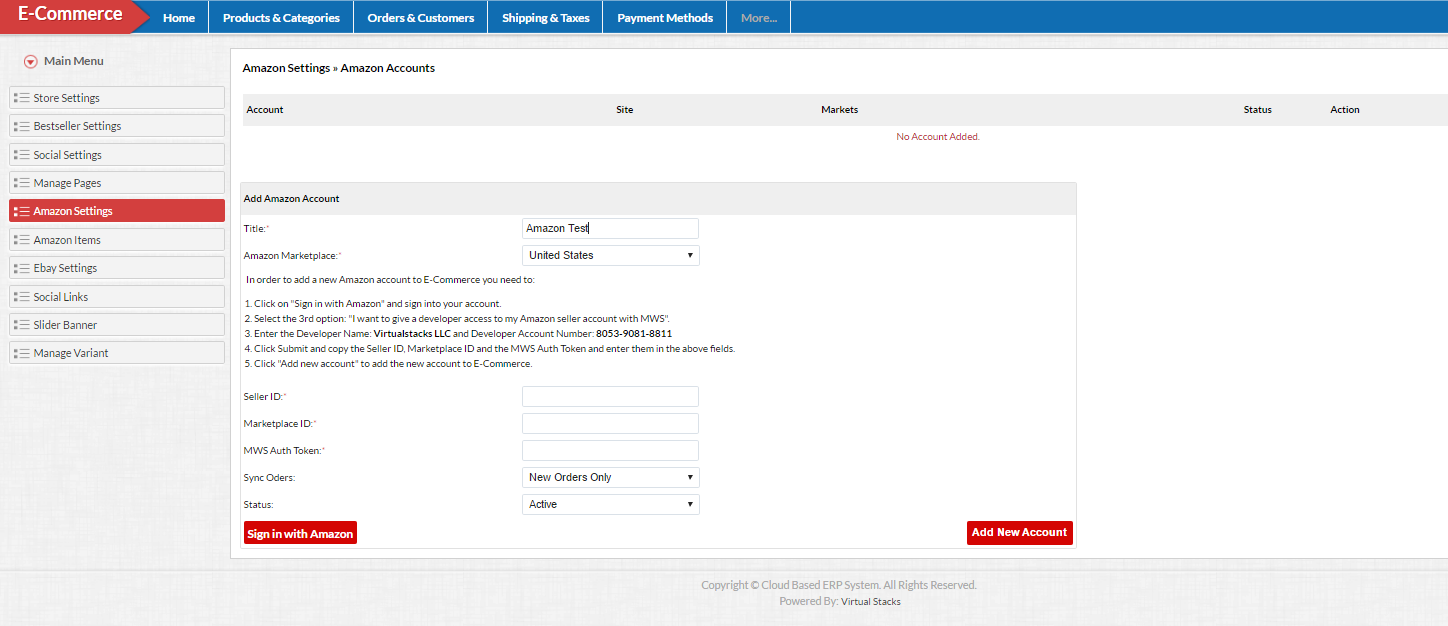 E-Commerce
Home Products & Categories Orders & Customers Shipping & Taxes Payment Methods More...
Main Menu
Store Settings
Bestseller Settings
Social Settings
Manage Pages
Amazon Settings
Amazon Items
Ebay Settings
Social Links
Slider Banner
Manage Variant
Amazon Settings » Amazon Accounts
Account Site Markets Status Action
No Account Added.
Add Amazon Account
Title:* Amazon Test
Amazon Marketplace:* United States
In order to add a new Amazon account to E-Commerce you need to:
1. Click on "Sign in with Amazon" and sign into your account.
2. Select the 3rd option: "I want to give a developer access to my Amazon seller account with MWS".
3. Enter the Developer Name: Virtualstacks LLC and Developer Account Number: 8053-9081-8811
4. Click Submit and copy the Seller ID, Marketplace ID and the MWS Auth Token and enter them in the above fields.
5. Click "Add new account" to add the new account to E-Commerce.
Seller ID:*
Marketplace ID:*
MWS Auth Token:*
Sync Oders: New Orders Only
Status: Active
Sign in with Amazon Add New Account
Copyright © Cloud Based ERP System. All Rights Reserved.
Powered By: Virtual Stacks